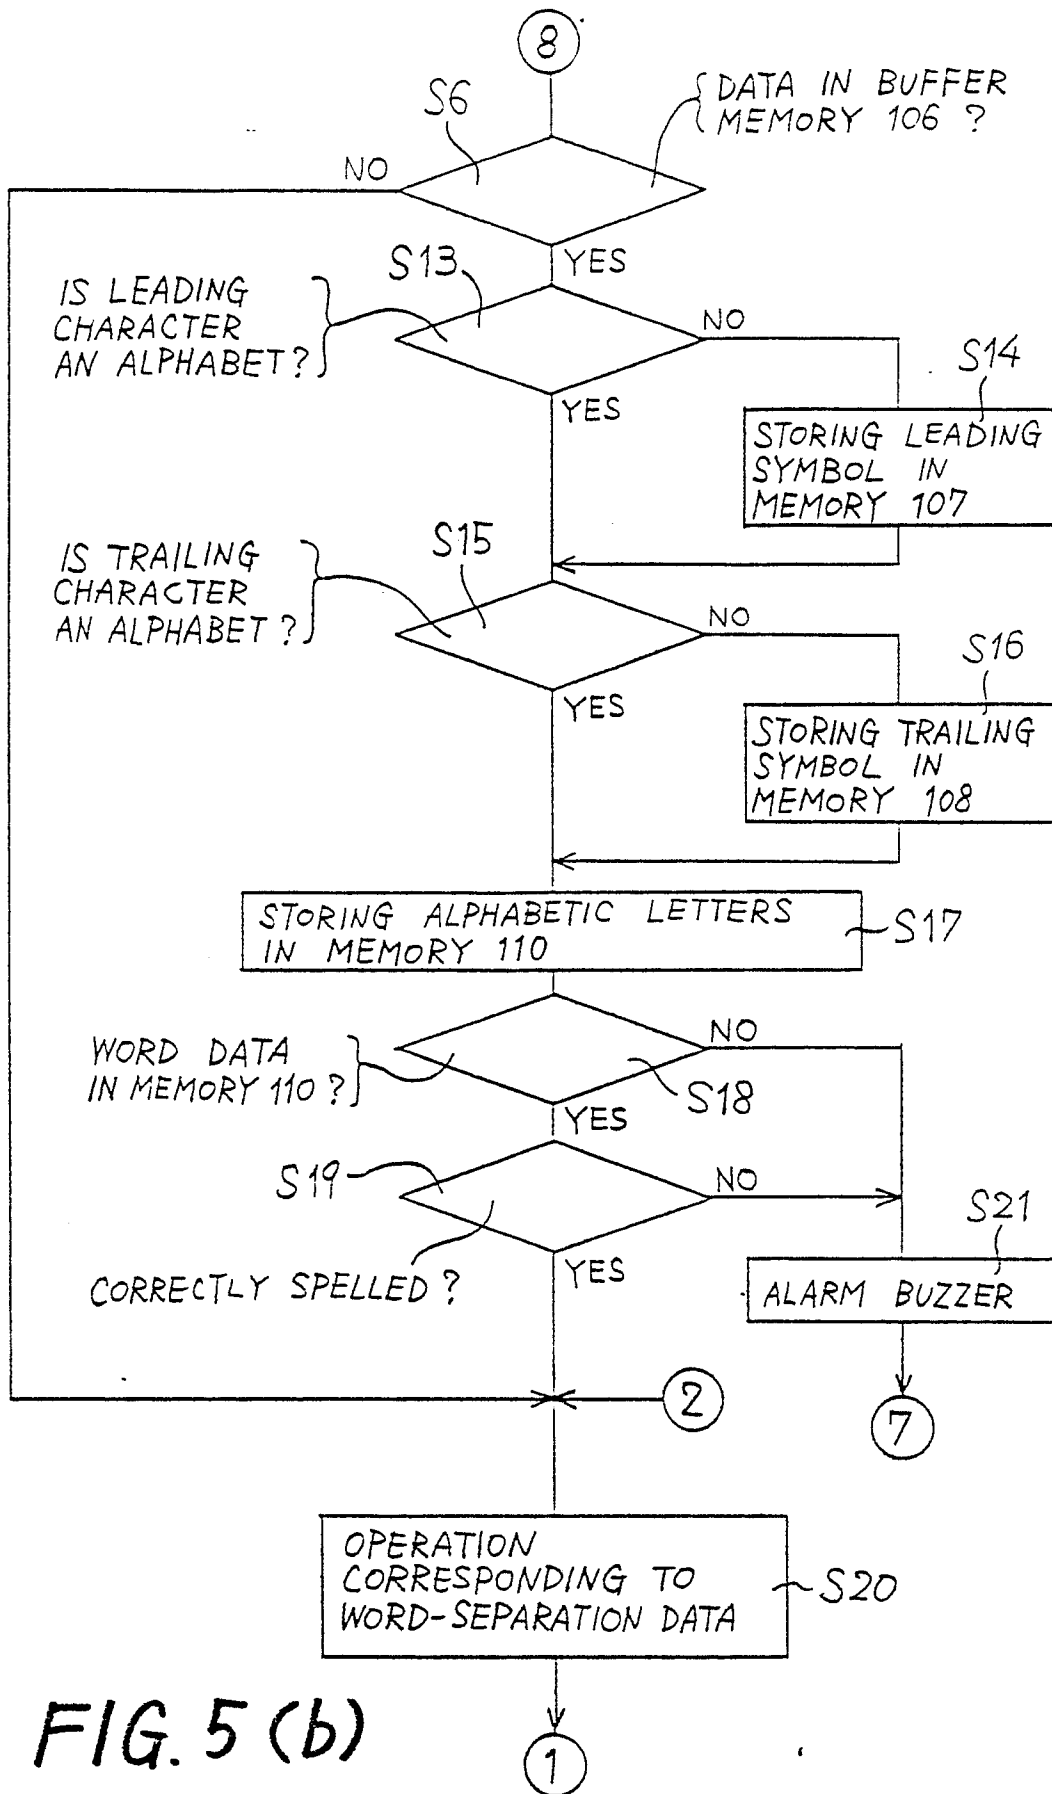 8
S6
DATA IN BUFFER
MEMORY 106 ?
NO
YES
S13
IS LEADING
CHARACTER
AN ALPHABET ?
NO
YES
S14
STORING LEADING
SYMBOL IN
MEMORY 107
S15
IS TRAILING
CHARACTER
AN ALPHABET ?
NO
YES
S16
STORING TRAILING
SYMBOL IN
MEMORY 108
STORING ALPHABETIC LETTERS
IN MEMORY 110
S17
WORD DATA
IN MEMORY 110 ?
NO
S18
YES
S19
NO
CORRECTLY SPELLED ?
YES
S21
ALARM BUZZER
2
7
OPERATION
CORRESPONDING TO
WORD-SEPARATION DATA
S20
FIG. 5 (b)
1